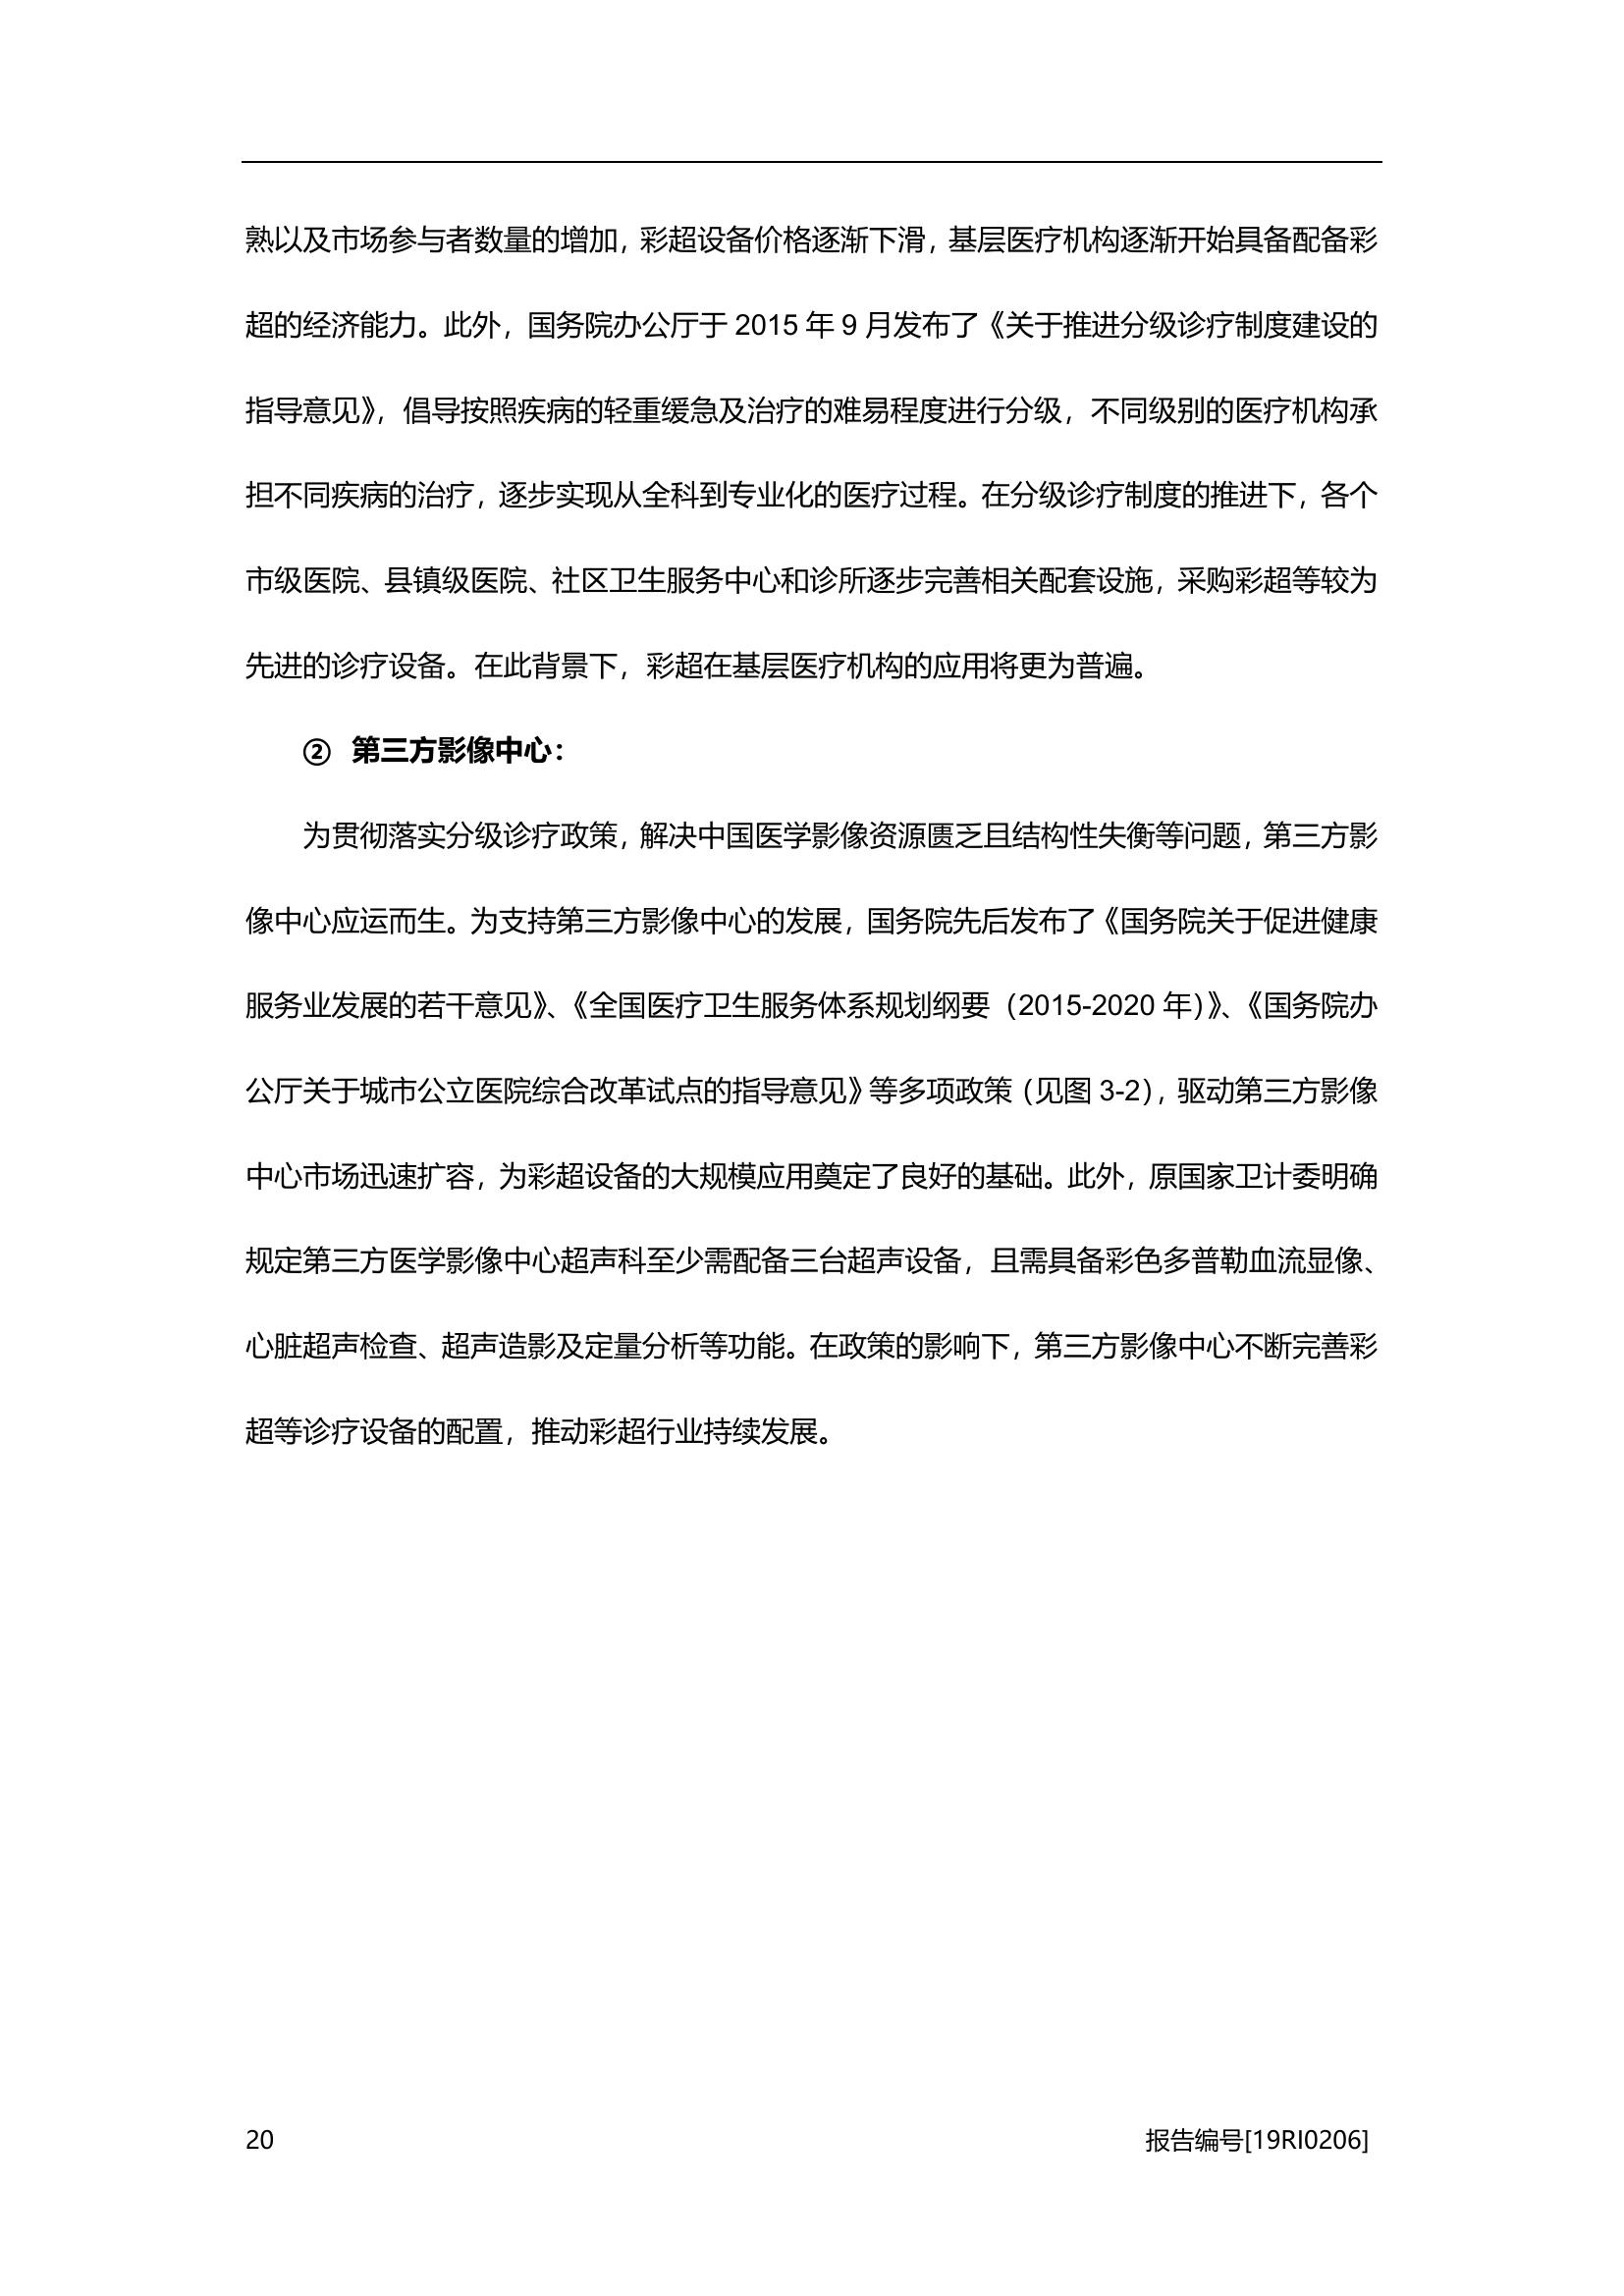 熟以及市场参与者数量的增加，彩超设备价格逐渐下滑，基层医疗机构逐渐开始具备配备彩
超的经济能力。此外，国务院办公厅于 2015 年 9 月发布了《关于推进分级诊疗制度建设的
指导意见》，倡导按照疾病的轻重缓急及治疗的难易程度进行分级，不同级别的医疗机构承
担不同疾病的治疗，逐步实现从全科到专业化的医疗过程。在分级诊疗制度的推进下，各个
市级医院、县镇级医院、社区卫生服务中心和诊所逐步完善相关配套设施，采购彩超等较为
先进的诊疗设备。在此背景下，彩超在基层医疗机构的应用将更为普遍。
② 第三方影像中心：
为贯彻落实分级诊疗政策，解决中国医学影像资源匮乏且结构性失衡等问题，第三方影
像中心应运而生。为支持第三方影像中心的发展，国务院先后发布了《国务院关于促进健康
服务业发展的若干意见》、《全国医疗卫生服务体系规划纲要（2015-2020 年）》、《国务院办
公厅关于城市公立医院综合改革试点的指导意见》等多项政策（见图 3-2），驱动第三方影像
中心市场迅速扩容，为彩超设备的大规模应用奠定了良好的基础。此外，原国家卫计委明确
规定第三方医学影像中心超声科至少需配备三台超声设备，且需具备彩色多普勒血流显像、
心脏超声检查、超声造影及定量分析等功能。在政策的影响下，第三方影像中心不断完善彩
超等诊疗设备的配置，推动彩超行业持续发展。
20 报告编号[19RI0206]